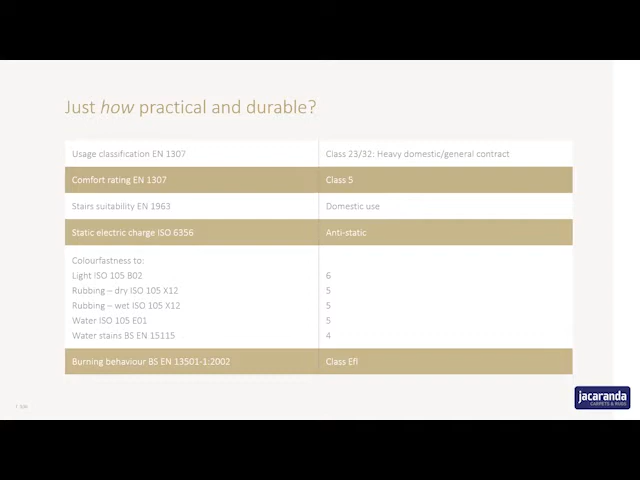 Just how practical and durable?
Usage classification EN 1307
Class 23/32: Heavy domestic/general contract
Comfort rating EN 1307
Class 5
Stairs suitability EN 1963
Domestic use
Static electric charge ISO 6356
Anti-static
Colourfastness to:
Light ISO 105 B02
6
Rubbing – dry ISO 105 X12
5
Rubbing – wet ISO 105 X12
5
Water ISO 105 E01
5
Water stains BS EN 15115
4
Burning behaviour BS EN 13501-1:2002
Class Efl
jacaranda
CARPETS & RUGS